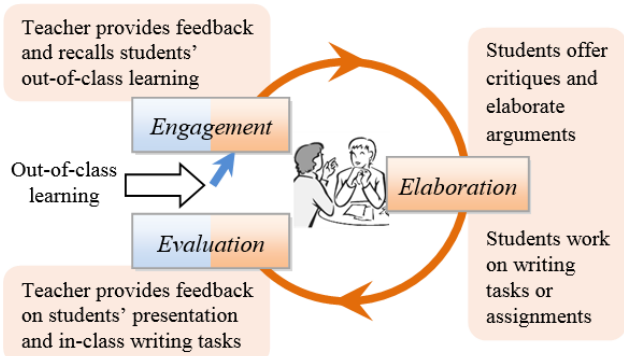 Teacher provides feedback
and recalls students’
out-of-class learning
Engagement
Students offer
critiques and
elaborate
arguments
Out-of-class
learning
Elaboration
Evaluation
Students work
on writing
tasks or
assignments
Teacher provides feedback
on students’ presentation
and in-class writing tasks